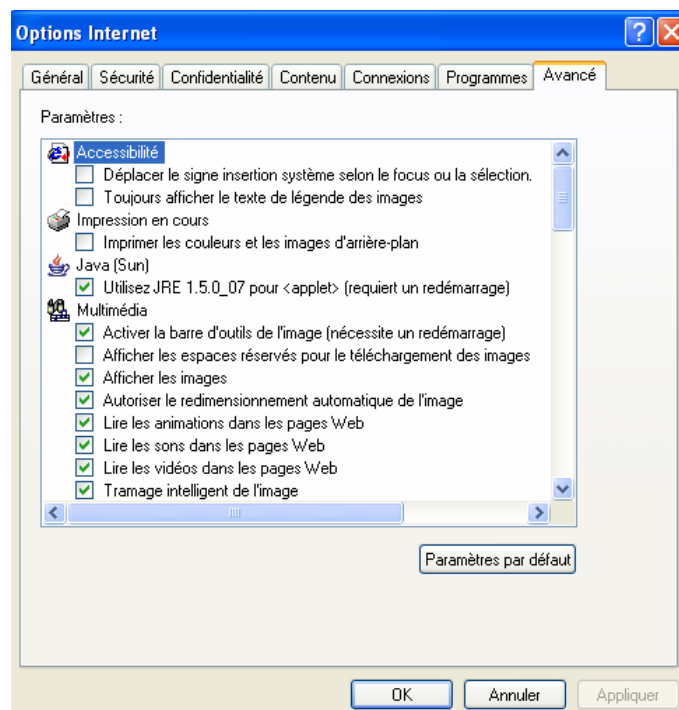 Options Internet
Général Sécurité Confidentialité Contenu Connexions Programmes Avancé
Paramètres :
Accessibilité
Déplacer le signe insertion système selon le focus ou la sélection.
Toujours afficher le texte de légende des images
Impression en cours
Imprimer les couleurs et les images d'arrière-plan
Java (Sun)
Utilisez JRE 1.5.0_07 pour <applet> (requiert un redémarrage)
Multimédia
Activer la barre d'outils de l'image (nécessite un redémarrage)
Afficher les espaces réservés pour le téléchargement des images
Afficher les images
Autoriser le redimensionnement automatique de l'image
Lire les animations dans les pages Web
Lire les sons dans les pages Web
Lire les vidéos dans les pages Web
Tramage intelligent de l'image
Paramètres par défaut
OK Annuler Appliquer